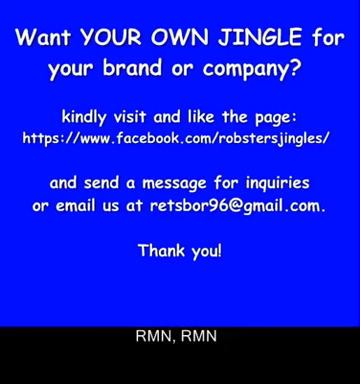 Want YOUR OWN JINGLE for
your brand or company?
kindly visit and like the page:
https://www.facebook.com/robstersjingles/
and send a message for inquiries
or email us at retsbor96@gmail.com.
Thank you!
RMN, RMN